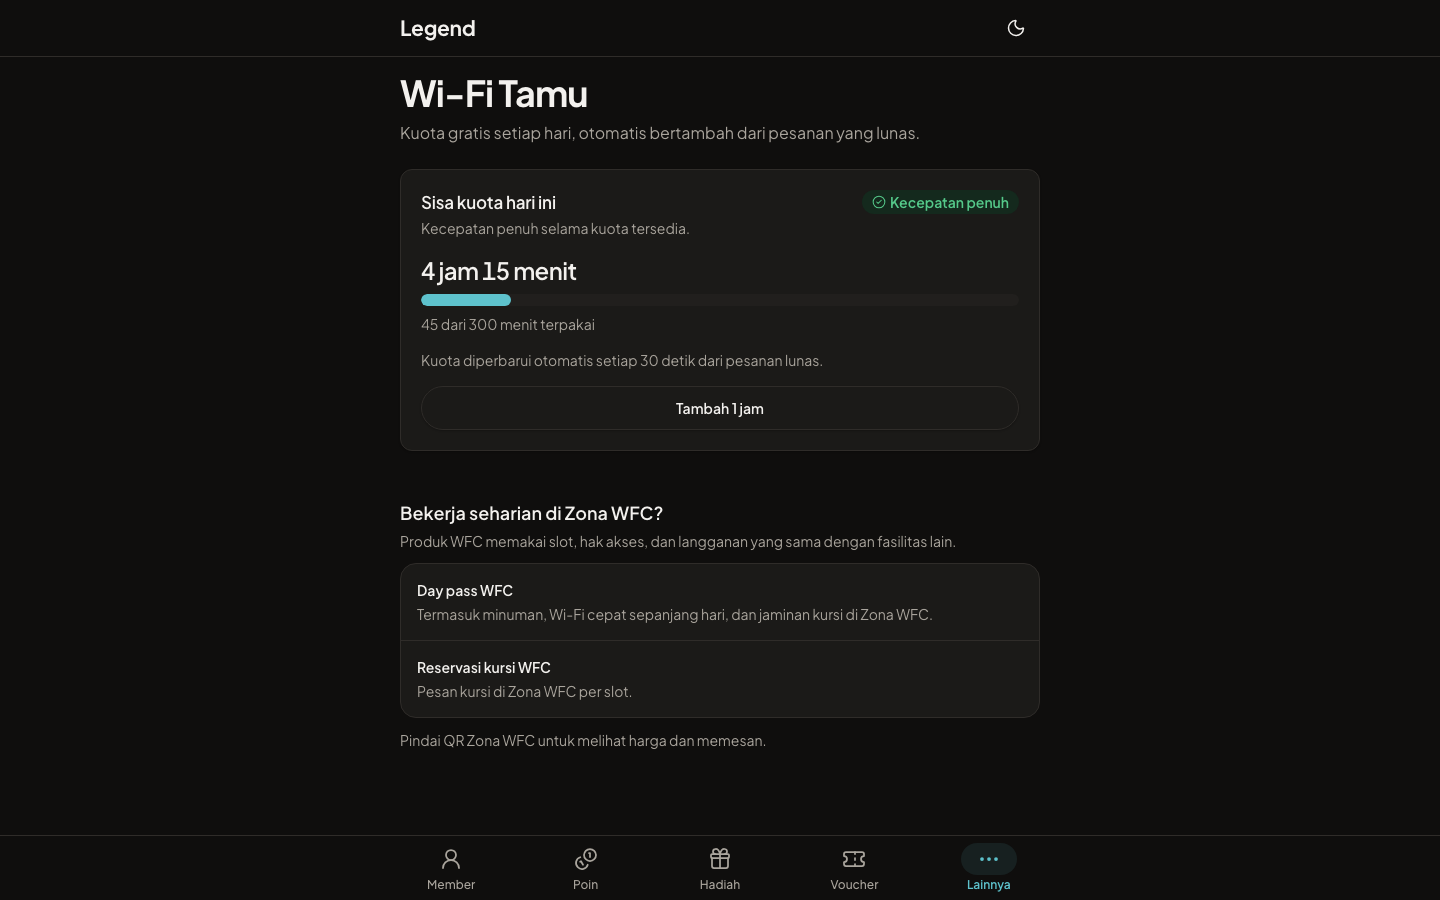 Legend
Wi-Fi Tamu
Kuota gratis setiap hari, otomatis bertambah dari pesanan yang lunas.
Sisa kuota hari ini
Kecepatan penuh
Kecepatan penuh selama kuota tersedia.
4 jam 15 menit
45 dari 300 menit terpakai
Kuota diperbarui otomatis setiap 30 detik dari pesanan lunas.
Tambah 1 jam
Bekerja seharian di Zona WFC?
Produk WFC memakai slot, hak akses, dan langganan yang sama dengan fasilitas lain.
Day pass WFC
Termasuk minuman, Wi-Fi cepat sepanjang hari, dan jaminan kursi di Zona WFC.
Reservasi kursi WFC
Pesan kursi di Zona WFC per slot.
Pindai QR Zona WFC untuk melihat harga dan memesan.
Member
Poin
Hadiah
Voucher
Lainnya